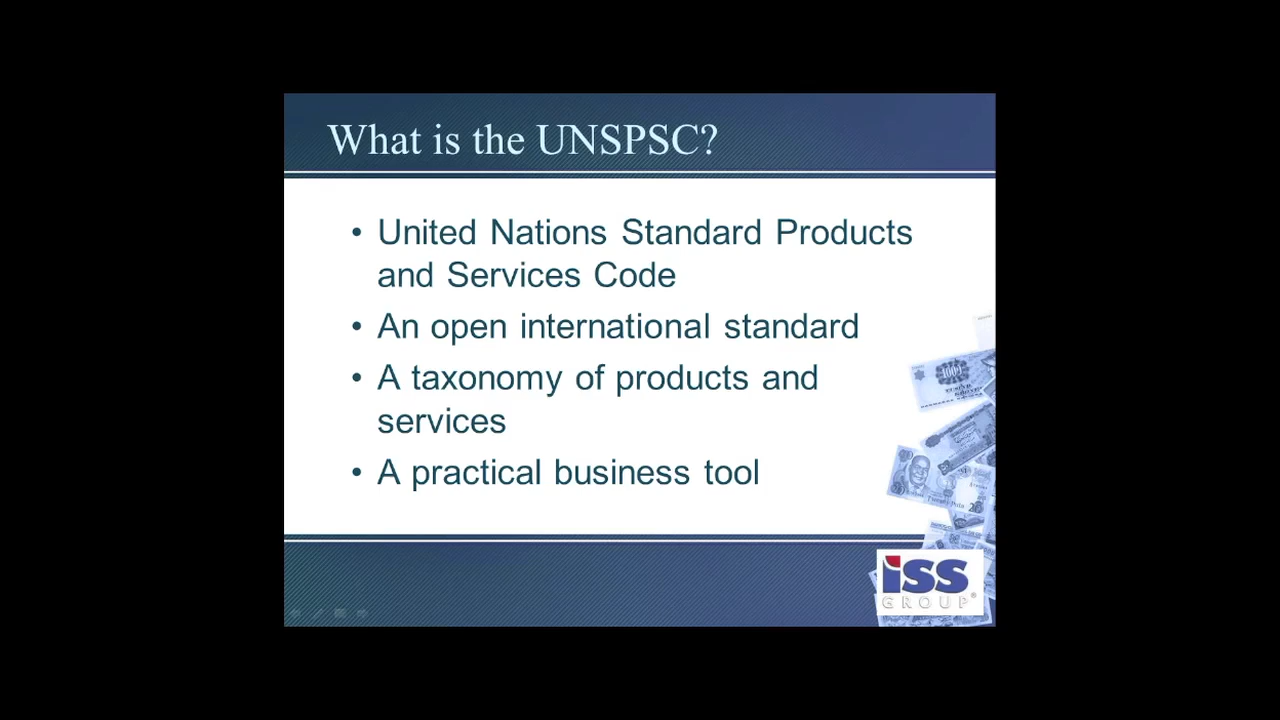 What is the UNSPSC?
• United Nations Standard Products
and Services Code
• An open international standard
• A taxonomy of products and
services
• A practical business tool
iSS
GROUP®